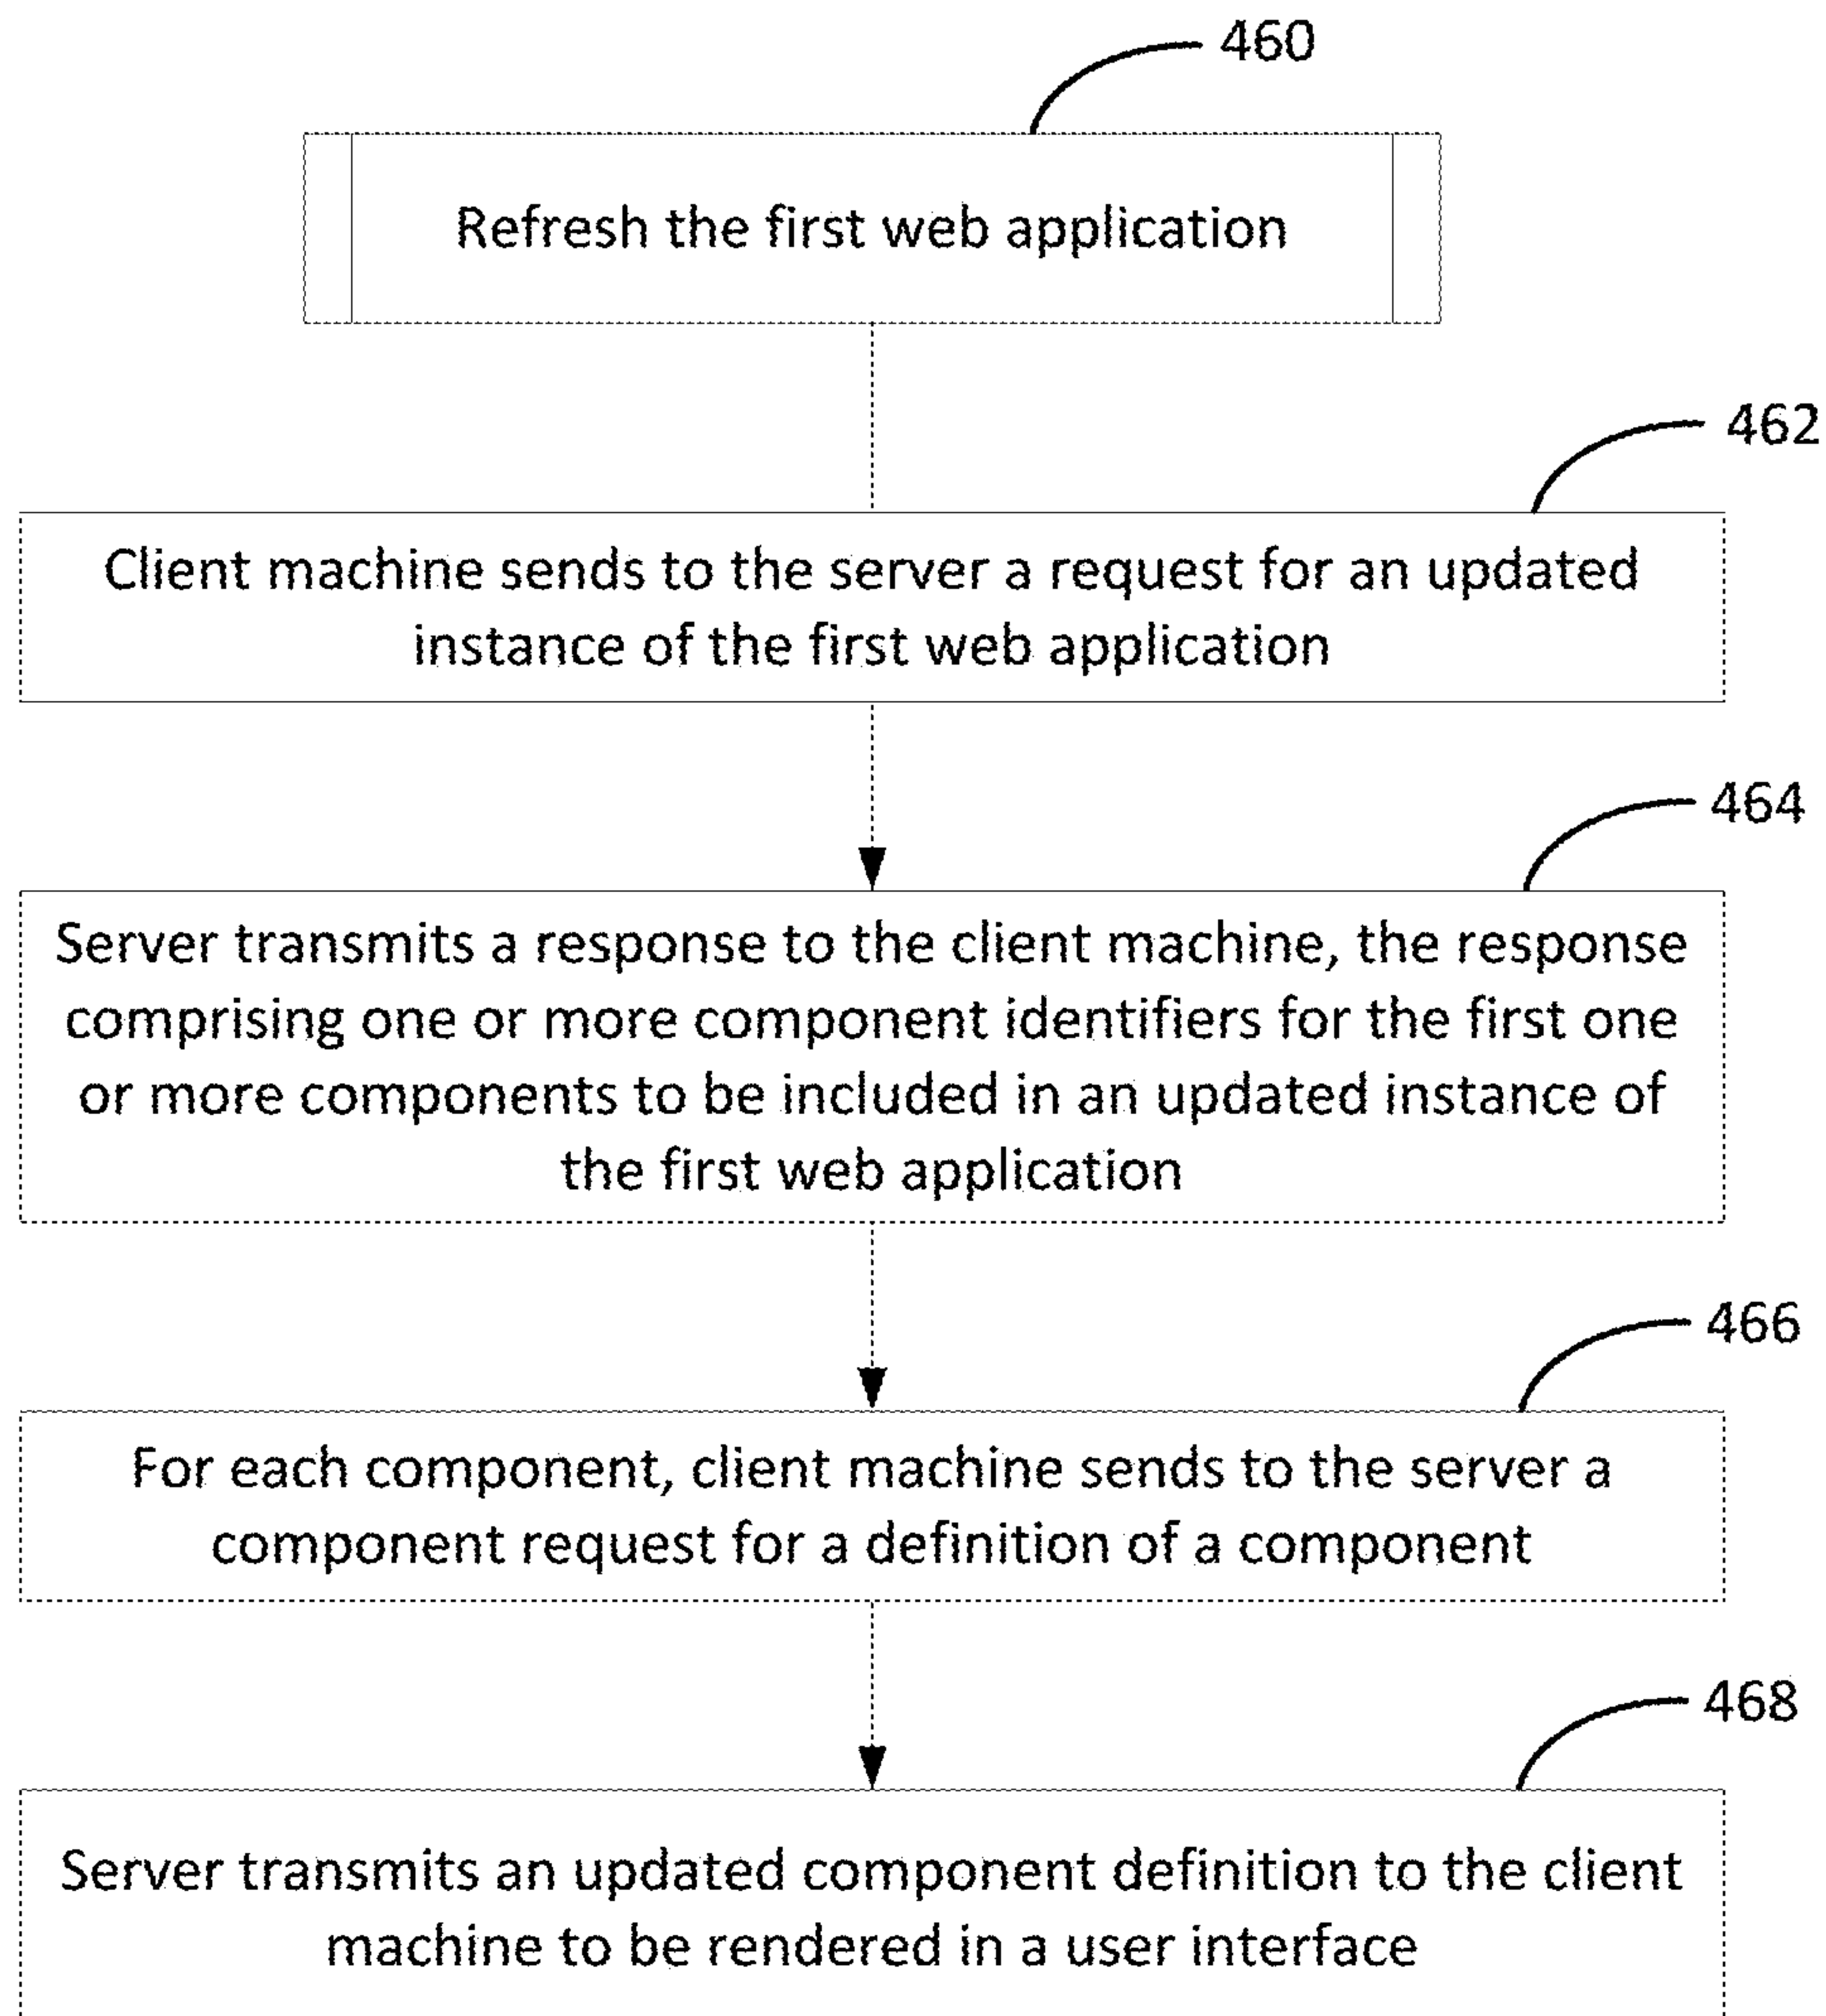 460
Refresh the first web application
462
Client machine sends to the server a request for an updated
instance of the first web application
464
Server transmits a response to the client machine, the response
comprising one or more component identifiers for the first one
or more components to be included in an updated instance of
the first web application
466
For each component, client machine sends to the server a
component request for a definition of a component
468
Server transmits an updated component definition to the client
machine to be rendered in a user interface